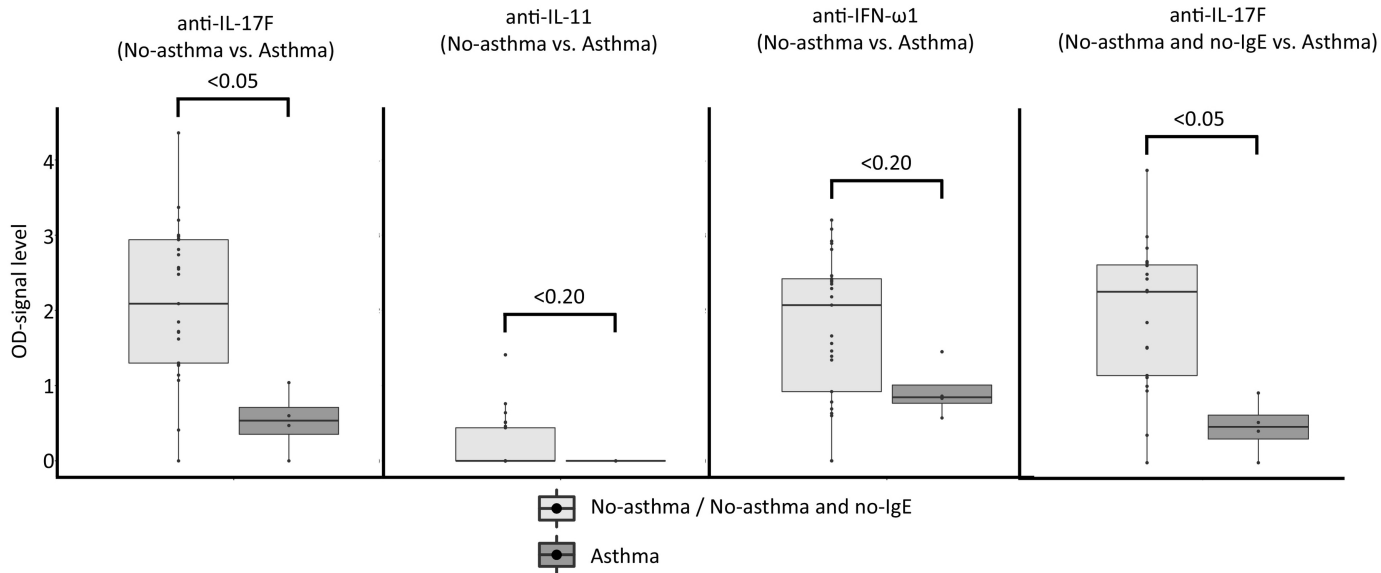 anti-IL-17F
(No-asthma vs. Asthma)
<0.05
anti-IL-11
(No-asthma vs. Asthma)
<0.20
anti-IFN-ω1
(No-asthma vs. Asthma)
<0.20
anti-IL-17F
(No-asthma and no-IgE vs. Asthma)
<0.05
OD-signal level
4
3
2
1
0
No-asthma / No-asthma and no-IgE
Asthma